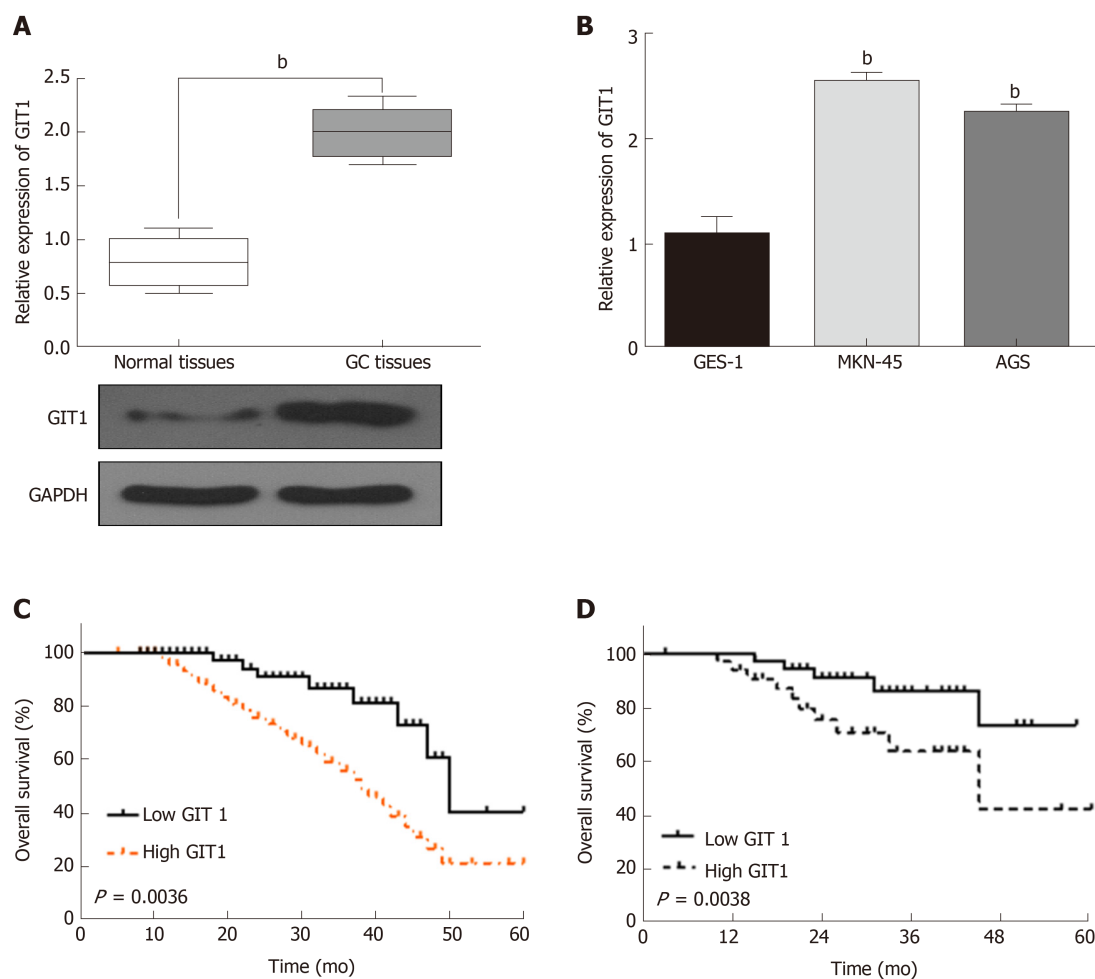 A
b
Relative expression of GIT1
2.5
2.0
1.5
1.0
0.5
0.0
Normal tissues GC tissues
GIT1
GAPDH
B
Relative expression of GIT1
3
2
1
0
b
b
GES-1 MKN-45 AGS
C
Overall survival (%)
100
80
60
40
20
0
Low GIT 1
High GIT1
P = 0.0036
0 10 20 30 40 50 60
Time (mo)
D
Overall survival (%)
100
80
60
40
20
0
Low GIT 1
High GIT1
P = 0.0038
0 12 24 36 48 60
Time (mo)